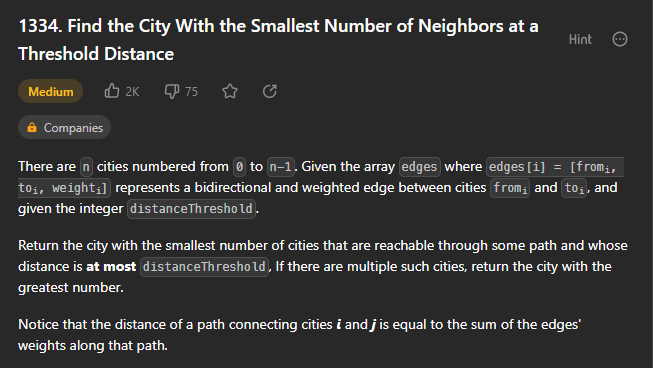 1334. Find the City With the Smallest Number of Neighbors at a
Threshold Distance
Hint
Medium
2K
75
Companies
There are n cities numbered from 0 to n-1. Given the array edges where edges[i] = [fromᵢ,
toᵢ, weightᵢ] represents a bidirectional and weighted edge between cities fromᵢ and toᵢ, and
given the integer distanceThreshold.
Return the city with the smallest number of cities that are reachable through some path and whose
distance is at most distanceThreshold, If there are multiple such cities, return the city with the
greatest number.
Notice that the distance of a path connecting cities i and j is equal to the sum of the edges'
weights along that path.